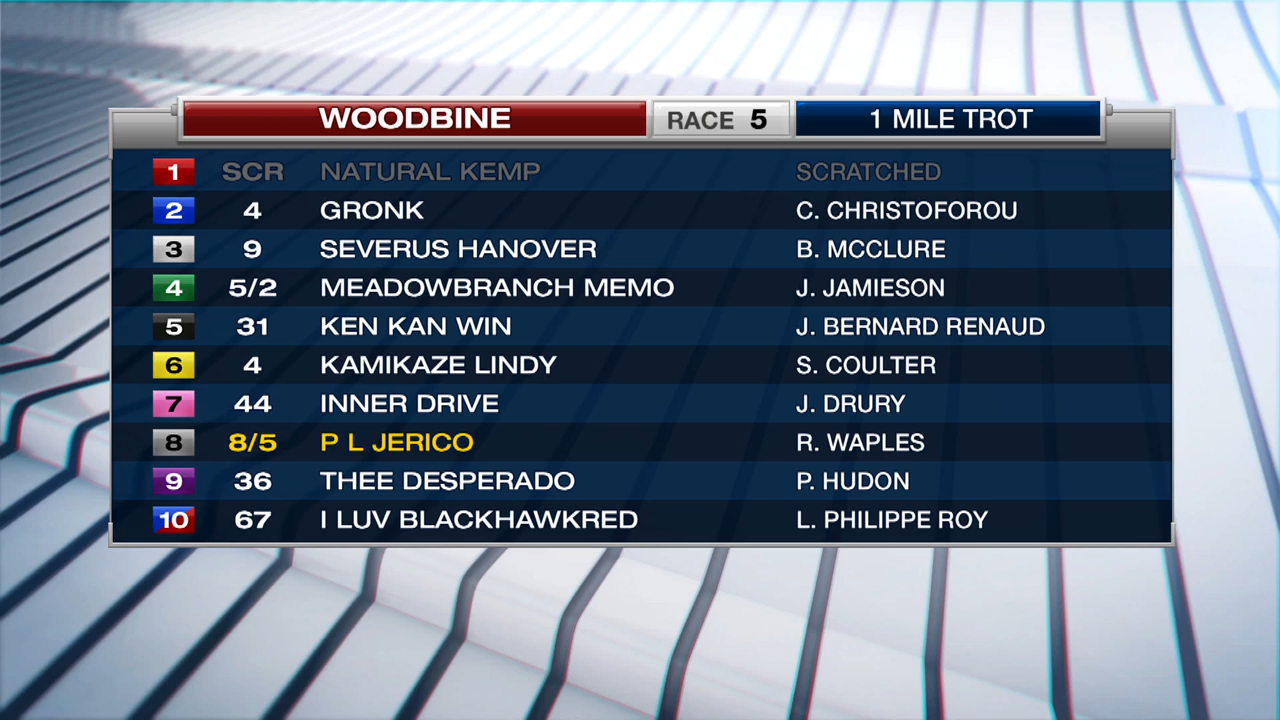 WOODBINE RACE 5 1 MILE TROT
1 SCR NATURAL KEMP SCRATCHED
2 4 GRONK C. CHRISTOFOROU
3 9 SEVERUS HANOVER B. MCCLURE
4 5/2 MEADOWBRANCH MEMO J. JAMIESON
5 31 KEN KAN WIN J. BERNARD RENAUD
6 4 KAMIKAZE LINDY S. COULTER
7 44 INNER DRIVE J. DRURY
8 8/5 P L JERICO R. WAPLES
9 36 THEE DESPERADO P. HUDON
10 67 I LUV BLACKHAWKRED L. PHILIPPE ROY